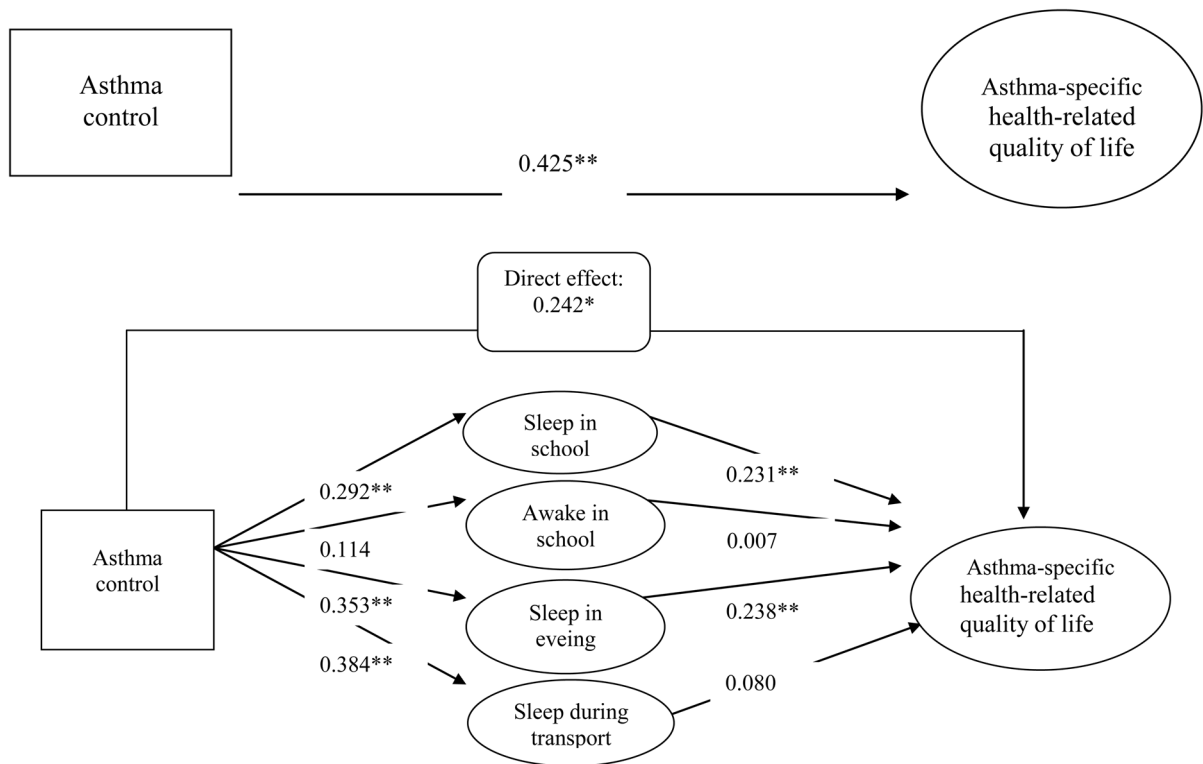 Asthma
control
Asthma-specific
health-related
quality of life
0.425**
Direct effect:
0.242*
Sleep in
school
0.292**
0.231**
Awake in
school
0.114
0.007
Asthma
control
Asthma-specific
health-related
quality of life
Sleep in
eveing
0.353**
0.238**
0.384**
0.080
Sleep during
transport